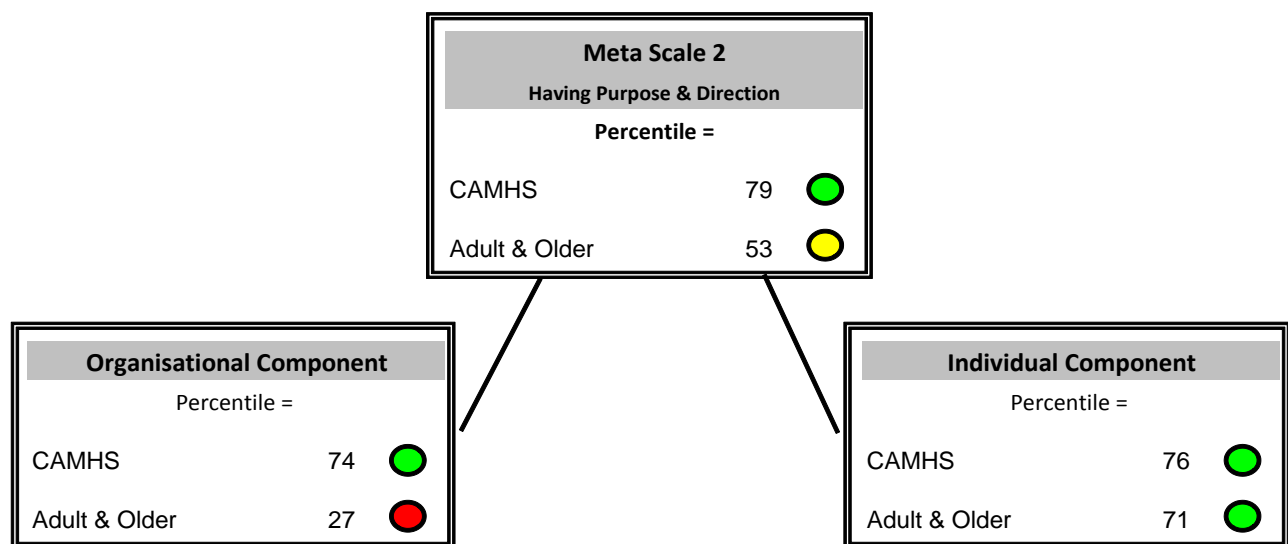 Meta Scale 2
Having Purpose & Direction
Percentile =
CAMHS 79
Adult & Older 53
Organisational Component
Percentile =
CAMHS 74
Adult & Older 27
Individual Component
Percentile =
CAMHS 76
Adult & Older 71